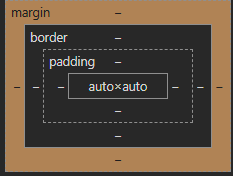 margin –
border –
padding –
– – – auto×auto – – –
–
–
–